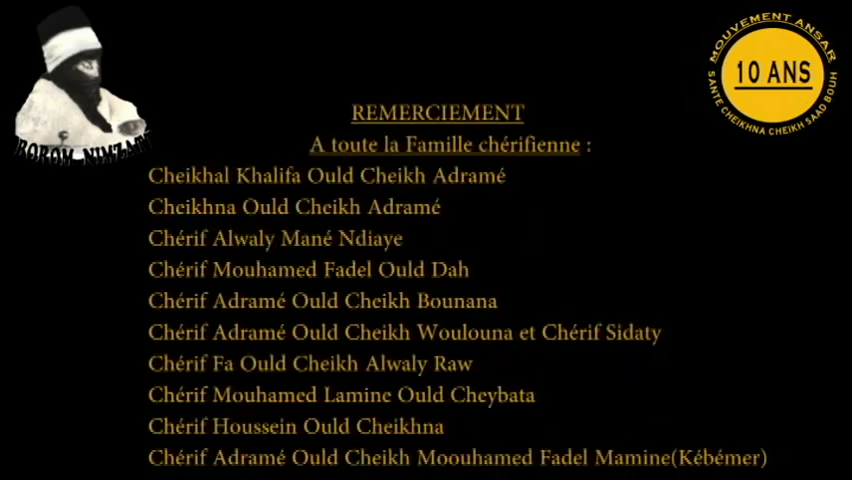 BOROM NIMZATT
MOUVEMENT ANSAR
10 ANS
SANTE CHEIKHNA CHEIKH SAAD BOUH
REMERCIEMENT
A toute la Famille chérifienne :
Cheikhal Khalifa Ould Cheikh Adramé
Cheikhna Ould Cheikh Adramé
Chérif Alwaly Mané Ndiaye
Chérif Mouhamed Fadel Ould Dah
Chérif Adramé Ould Cheikh Bounana
Chérif Adramé Ould Cheikh Woulouna et Chérif Sidaty
Chérif Fa Ould Cheikh Alwaly Raw
Chérif Mouhamed Lamine Ould Cheybata
Chérif Houssein Ould Cheikhna
Chérif Adramé Ould Cheikh Moouhamed Fadel Mamine(Kébémer)